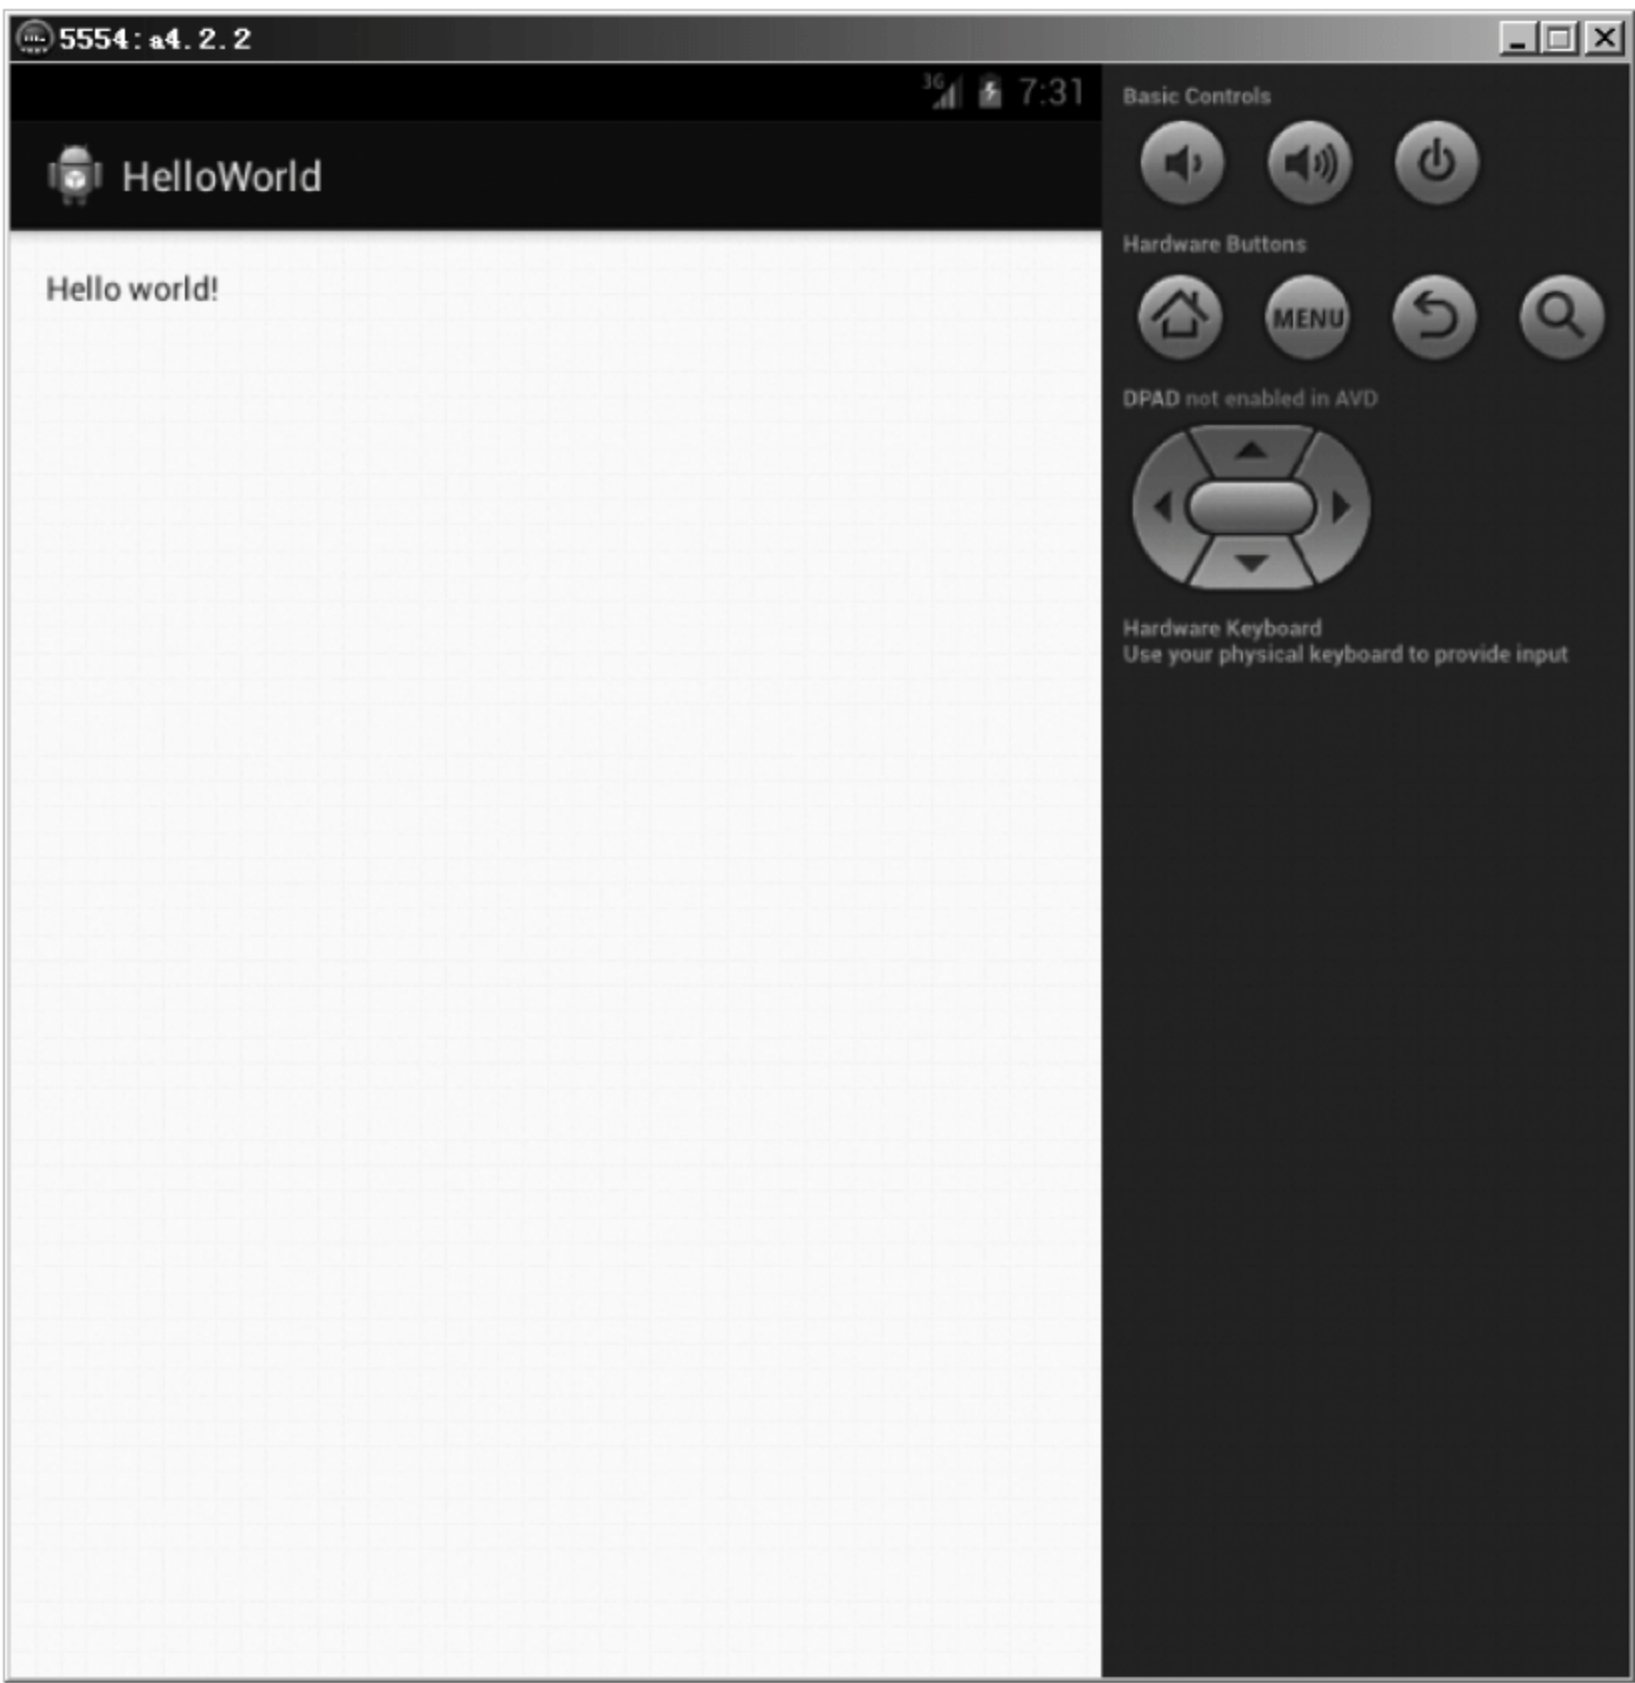 5554:a4.2.2
3G 7:31
HelloWorld
Hello world!
Basic Controls
Hardware Buttons
MENU
DPAD not enabled in AVD
Hardware Keyboard
Use your physical keyboard to provide input